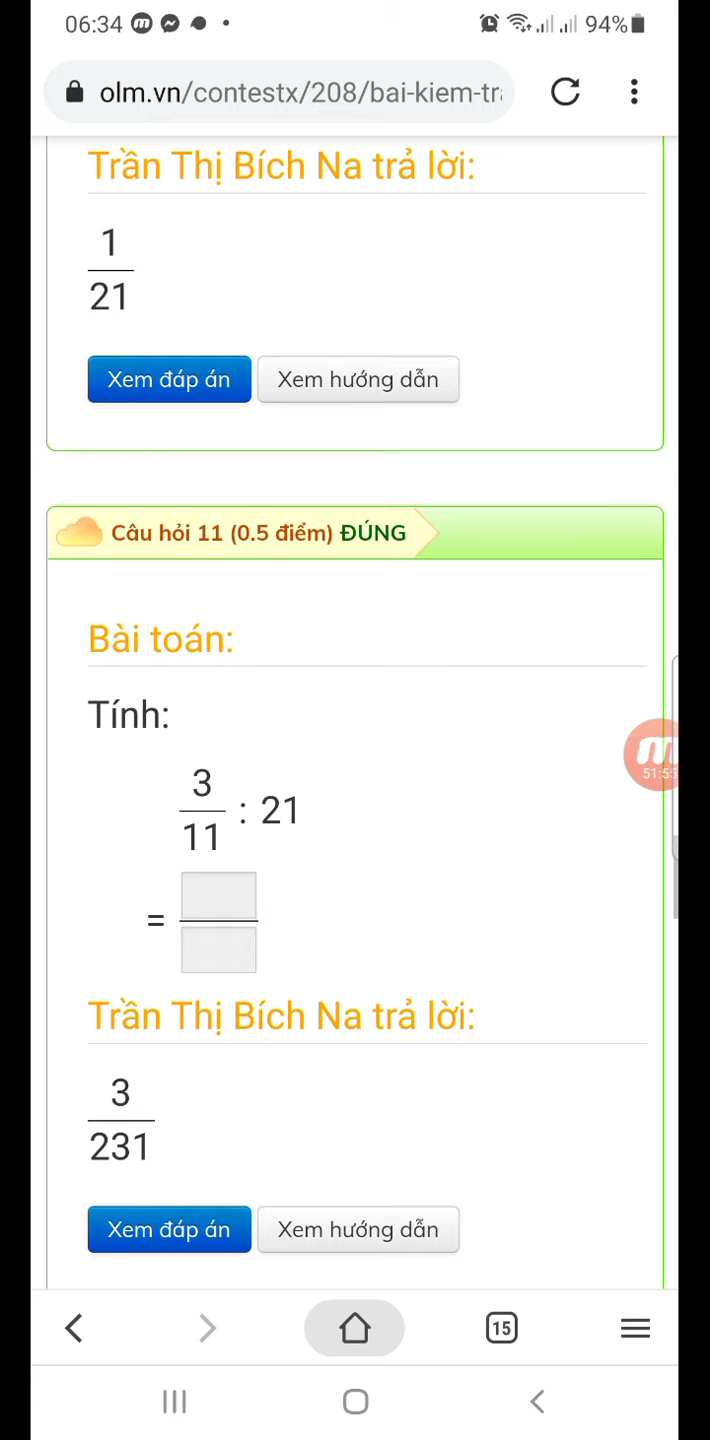 06:34 94%
olm.vn/contestx/208/bai-kiem-tr
Trần Thị Bích Na trả lời:
1
21
Xem đáp án Xem hướng dẫn
Câu hỏi 11 (0.5 điểm) ĐÚNG
Bài toán:
Tính:
3
11
: 21
=
51:55
Trần Thị Bích Na trả lời:
3
231
Xem đáp án Xem hướng dẫn
15